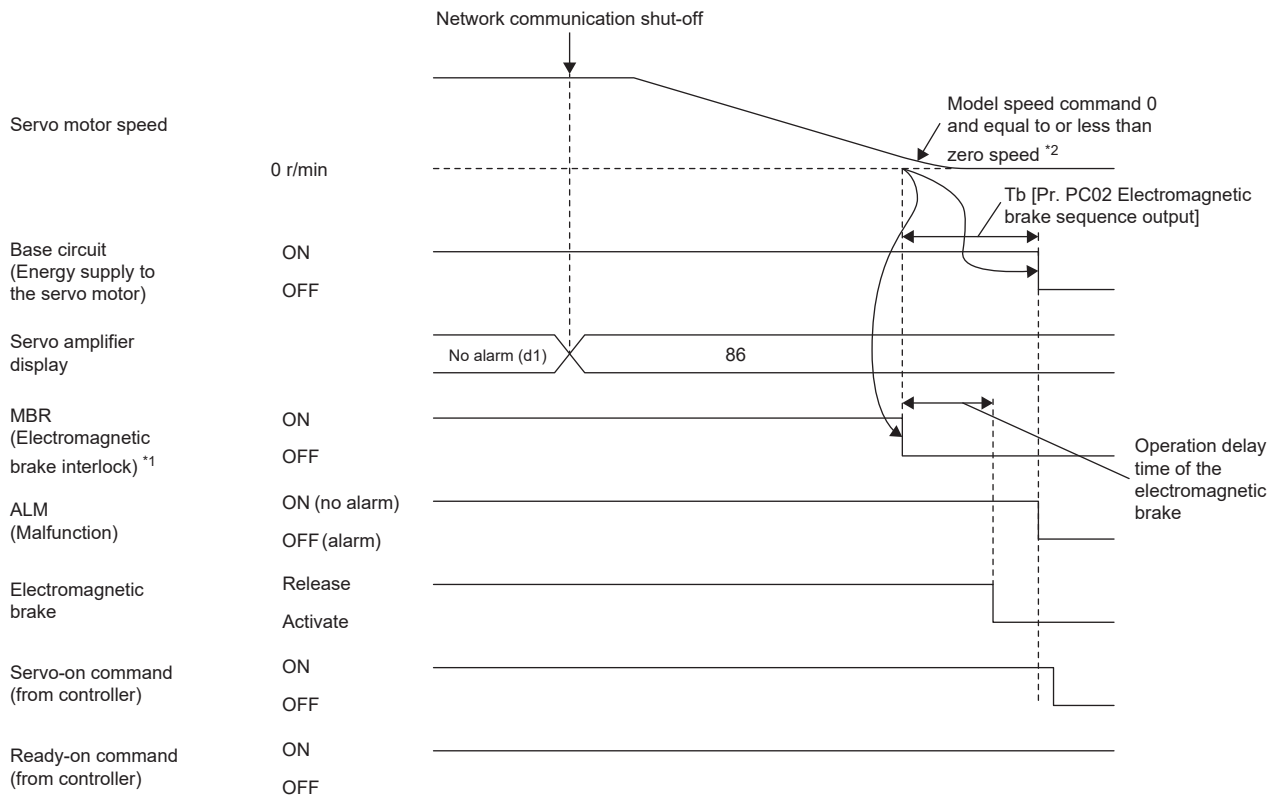 Network communication shut-off
Servo motor speed
0 r/min
Model speed command 0
and equal to or less than
zero speed *2
Tb [Pr. PC02 Electromagnetic
brake sequence output]
Base circuit
(Energy supply to
the servo motor)
ON
OFF
Servo amplifier
display
No alarm (d1)
86
MBR
(Electromagnetic
brake interlock) *1
ON
OFF
Operation delay
time of the
electromagnetic
brake
ALM
(Malfunction)
ON (no alarm)
OFF (alarm)
Electromagnetic
brake
Release
Activate
Servo-on command
(from controller)
ON
OFF
Ready-on command
(from controller)
ON
OFF